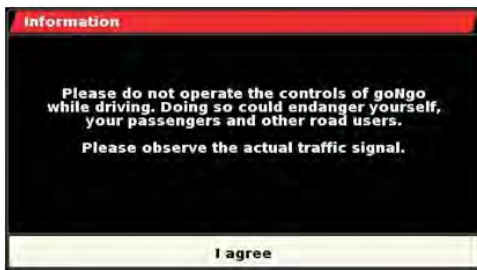 Information
Please do not operate the controls of goNgo
while driving. Doing so could endanger yourself,
your passengers and other road users.
Please observe the actual traffic signal.
I agree